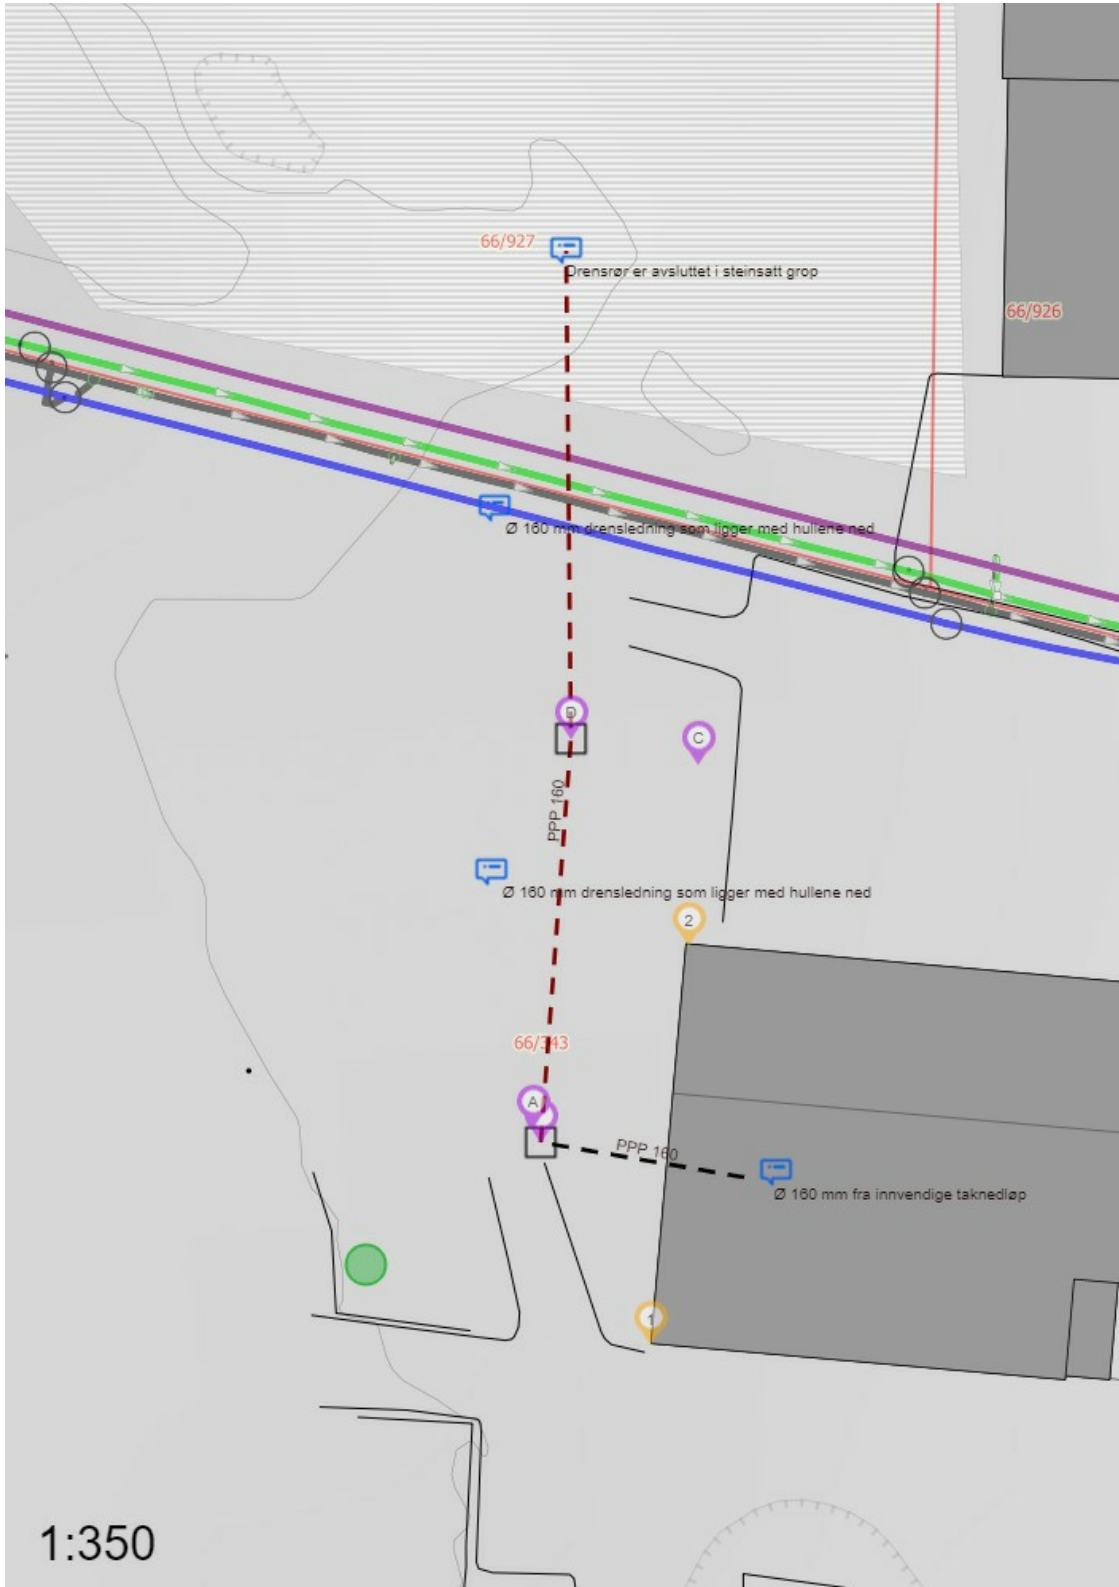 66/927
Drensrør er avsluttet i steinsatt grop
66/926
Ø 160 mm drensledning som ligger med hullene ned
D
C
PPP 160
Ø 160 mm drensledning som ligger med hullene ned
2
66/343
A
PPP 160
Ø 160 mm fra innvendige taknedløp
1
1:350